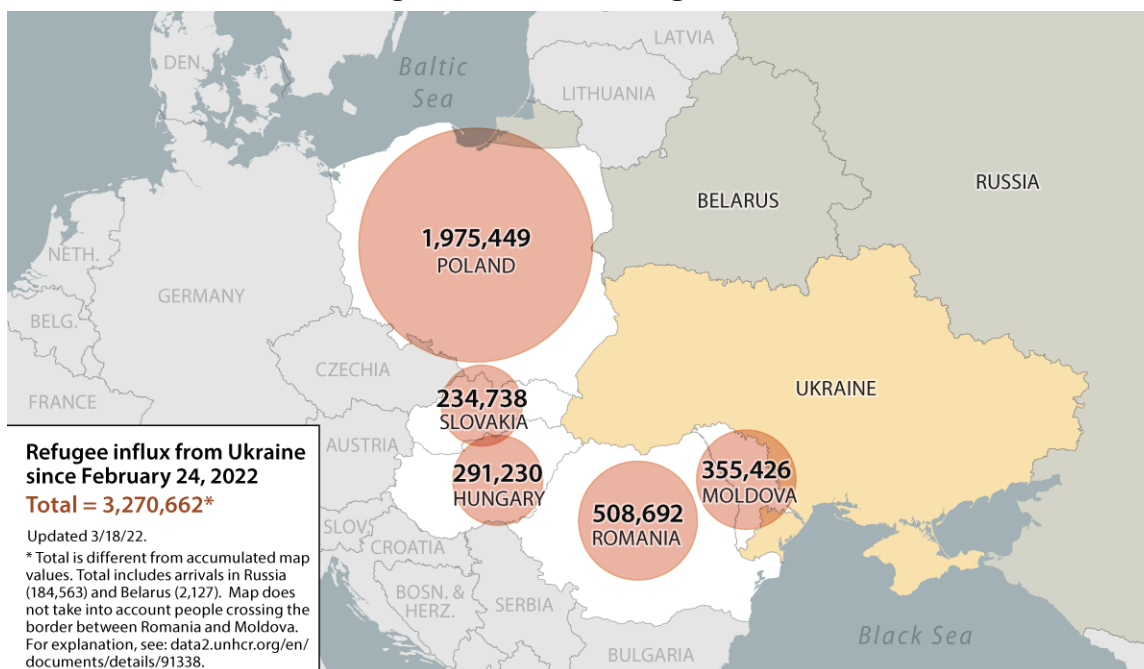 LATVIA
DEN.
Baltic
Sea
LITHUANIA
RUSSIA
BELARUS
1,975,449
POLAND
NETH.
GERMANY
BELG.
CZECHIA
UKRAINE
FRANCE
234,738
SLOVAKIA
AUSTRIA
291,230
HUNGARY
355,426
MOLDOVA
508,692
ROMANIA
SLOV.
CROATIA
BOSN. &
HERZ.
SERBIA
Black Sea
BULGARIA
Refugee influx from Ukraine
since February 24, 2022
Total = 3,270,662*
Updated 3/18/22.
* Total is different from accumulated map
values. Total includes arrivals in Russia
(184,563) and Belarus (2,127). Map does
not take into account people crossing the
border between Romania and Moldova.
For explanation, see: data2.unhcr.org/en/
documents/details/91338.